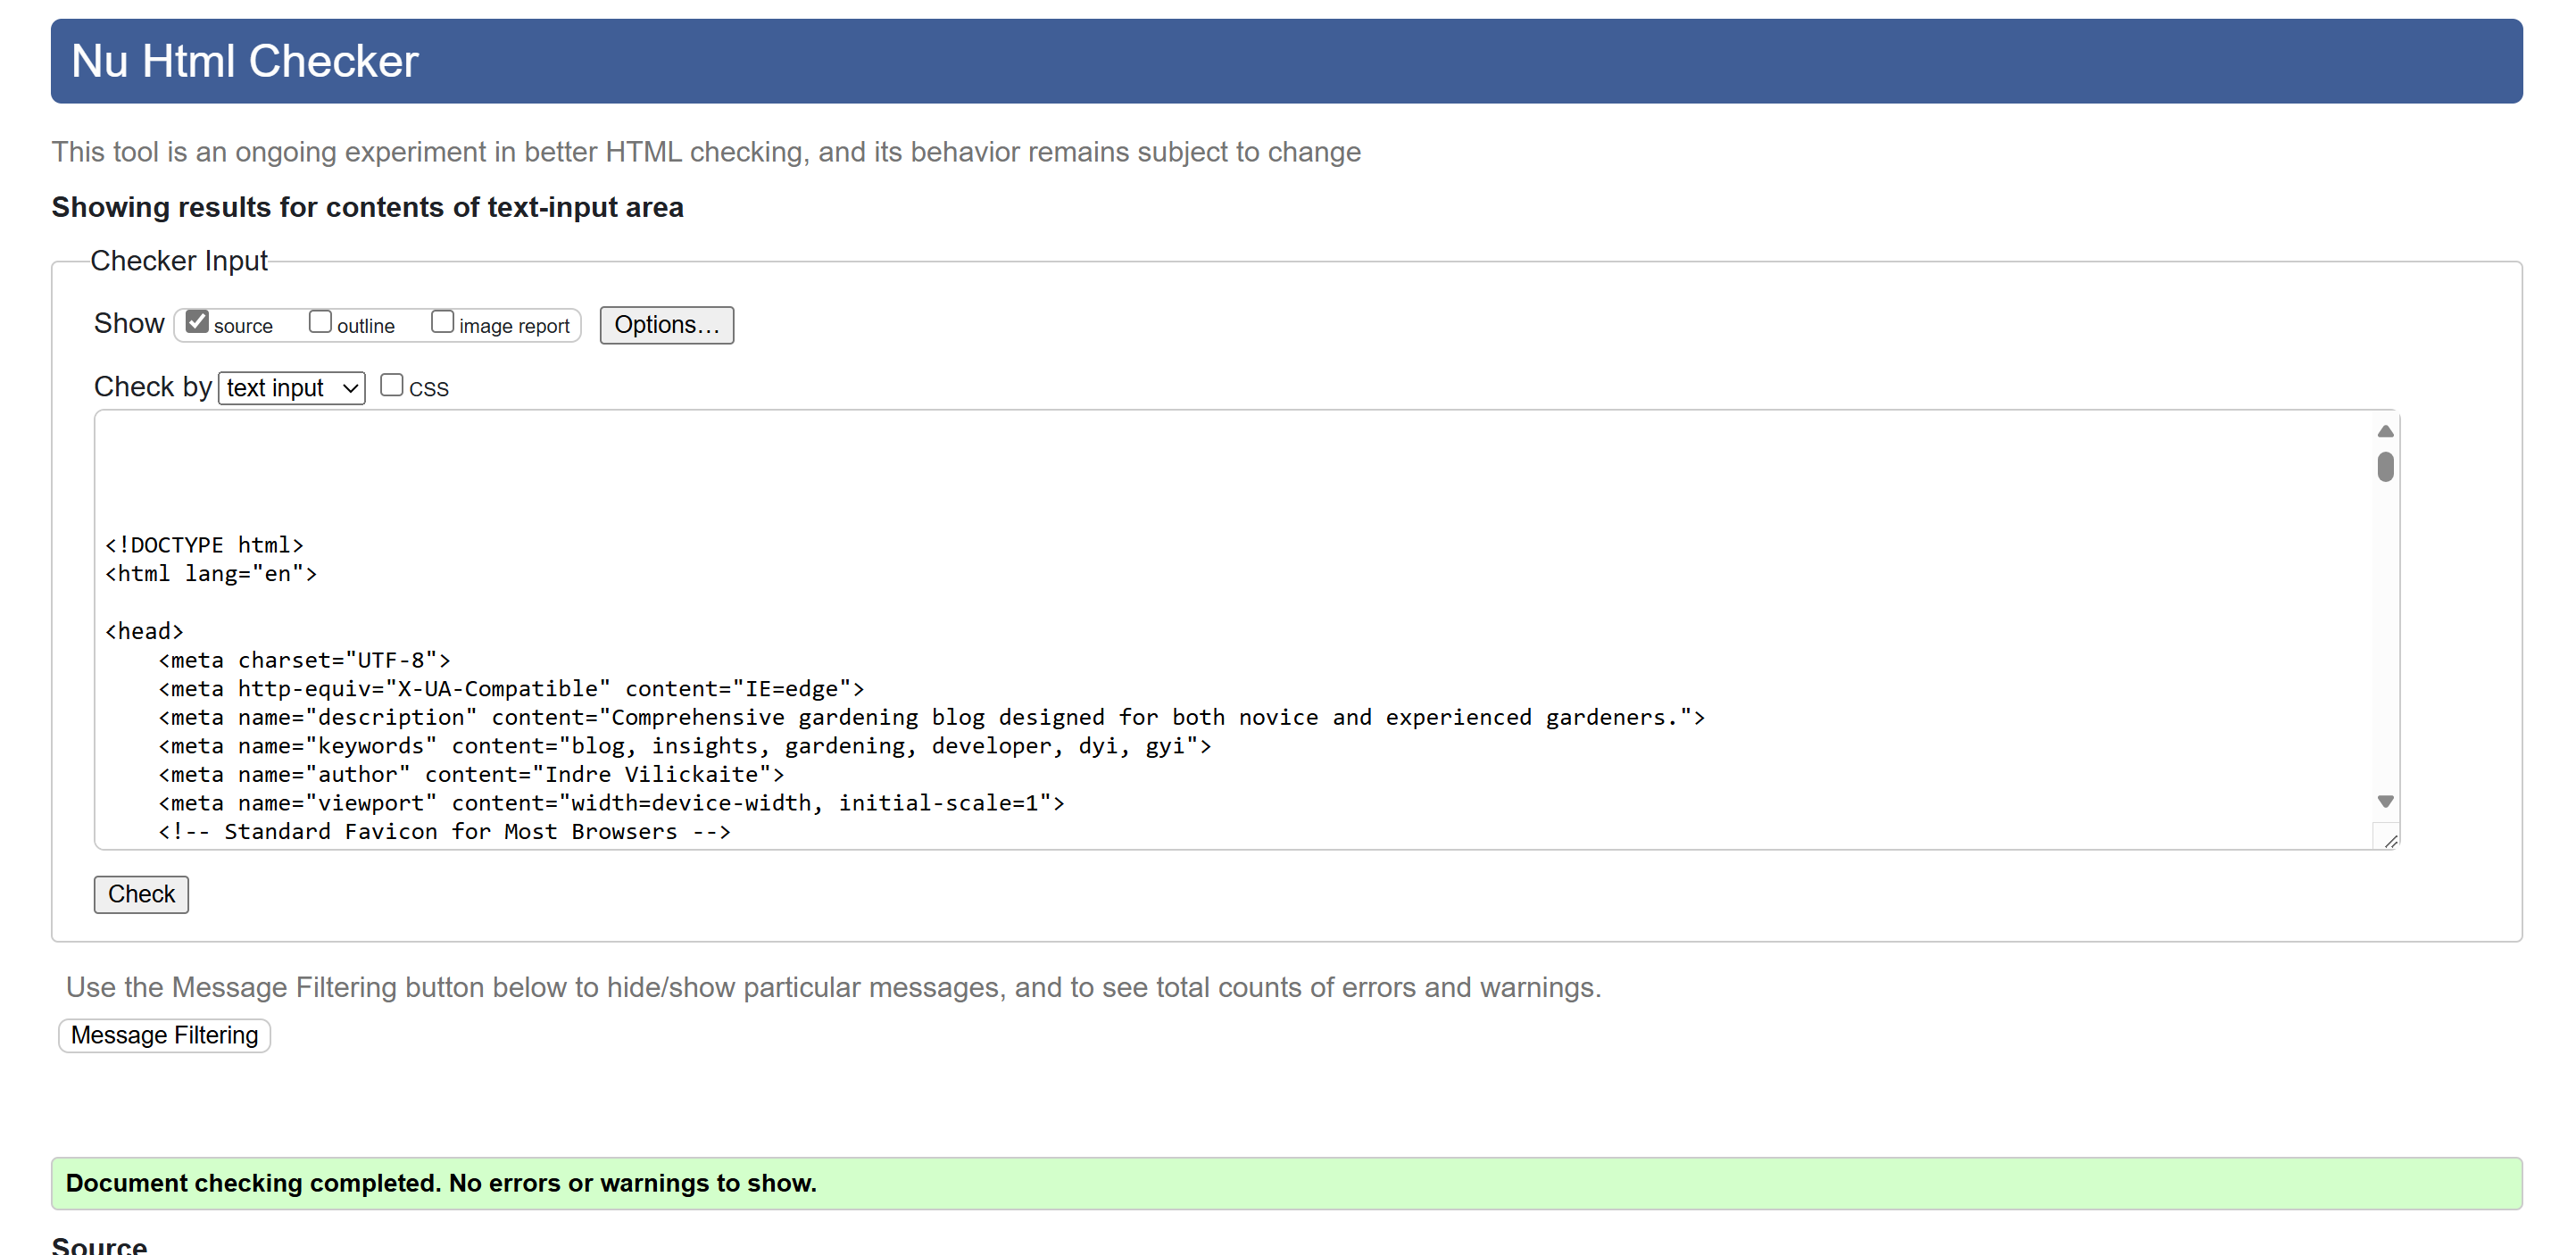 Nu Html Checker
This tool is an ongoing experiment in better HTML checking, and its behavior remains subject to change
Showing results for contents of text-input area
Checker Input
Show source outline image report Options...
Check by text input CSS
<!DOCTYPE html>
<html lang="en">
<head>
<meta charset="UTF-8">
<meta http-equiv="X-UA-Compatible" content="IE=edge">
<meta name="description" content="Comprehensive gardening blog designed for both novice and experienced gardeners.">
<meta name="keywords" content="blog, insights, gardening, developer, dyi, gyi">
<meta name="author" content="Indre Vilickaite">
<meta name="viewport" content="width=device-width, initial-scale=1">
<!-- Standard Favicon for Most Browsers -->
Check
Use the Message Filtering button below to hide/show particular messages, and to see total counts of errors and warnings.
Message Filtering
Document checking completed. No errors or warnings to show.
Source